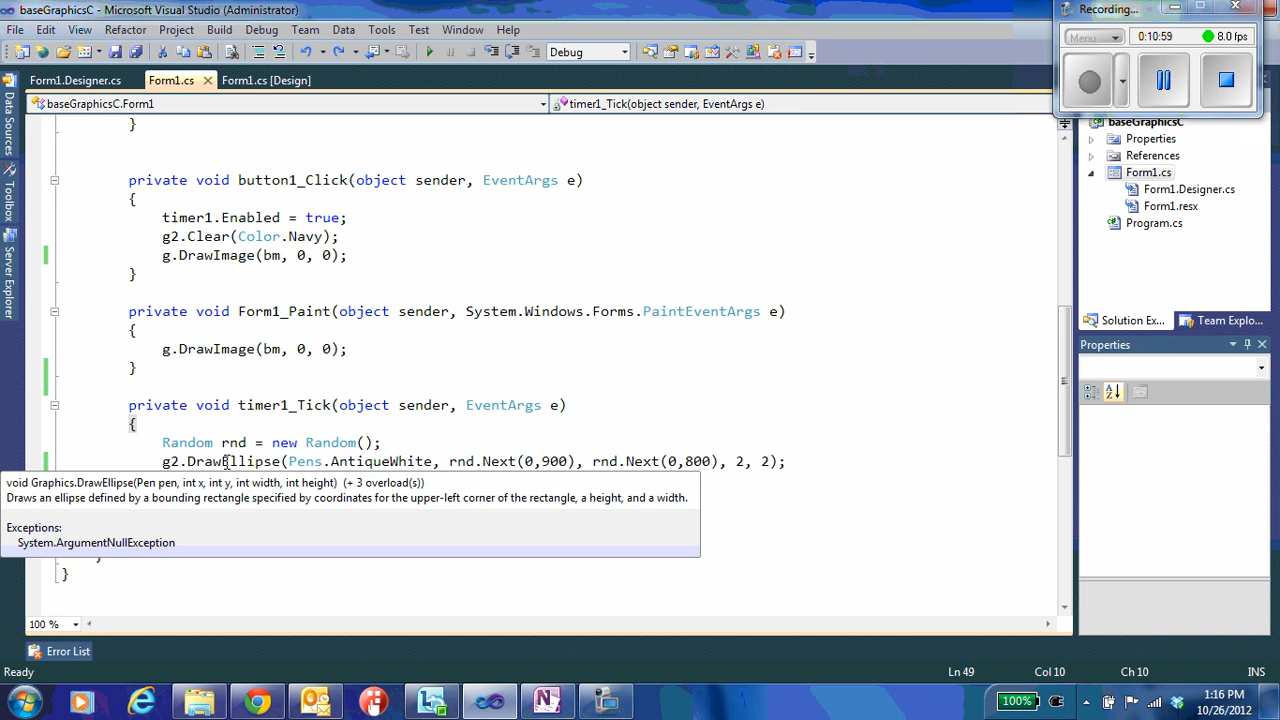 baseGraphicsC - Microsoft Visual Studio (Administrator)
Recording...
File Edit View Refactor Project Build Debug Team Data Tools Test Window Help
Menu 0:10:59 8.0 fps
Debug
Form1.Designer.cs Form1.cs Form1.cs [Design]
baseGraphicsC.Form1 timer1_Tick(object sender, EventArgs e)
Data Sources
Toolbox
Server Explorer
}
private void button1_Click(object sender, EventArgs e)
{
timer1.Enabled = true;
g2.Clear(Color.Navy);
g.DrawImage(bm, 0, 0);
}
private void Form1_Paint(object sender, System.Windows.Forms.PaintEventArgs e)
{
g.DrawImage(bm, 0, 0);
}
private void timer1_Tick(object sender, EventArgs e)
{
Random rnd = new Random();
g2.DrawEllipse(Pens.AntiqueWhite, rnd.Next(0,900), rnd.Next(0,800), 2, 2);
void Graphics.DrawEllipse(Pen pen, int x, int y, int width, int height) (+ 3 overload(s))
Draws an ellipse defined by a bounding rectangle specified by coordinates for the upper-left corner of the rectangle, a height, and a width.
Exceptions:
System.ArgumentNullException
}
100 %
baseGraphicsC
Properties
References
Form1.cs
Form1.Designer.cs
Form1.resx
Program.cs
Solution Ex... Team Explo...
Properties
Error List
Ready Ln 49 Col 10 Ch 10 INS
100% 1:16 PM
10/26/2012